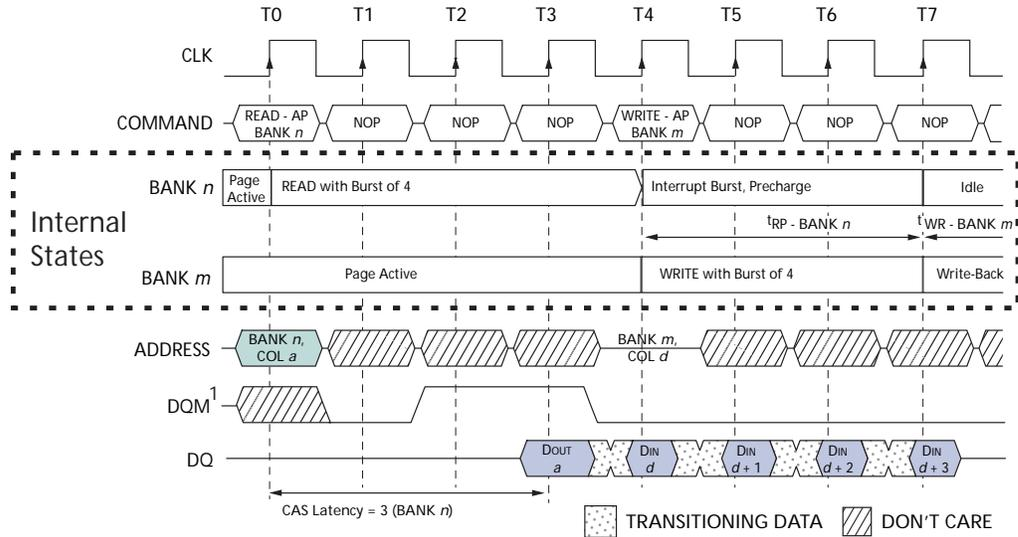 T0 T1 T2 T3 T4 T5 T6 T7
CLK
COMMAND
READ - AP
BANK n
NOP
NOP
NOP
WRITE - AP
BANK m
NOP
NOP
NOP
Internal
States
BANK n
Page
Active
READ with Burst of 4
Interrupt Burst, Precharge
Idle
tRP - BANK n
tWR - BANK m
BANK m
Page Active
WRITE with Burst of 4
Write-Back
ADDRESS
BANK n,
COL a
BANK m,
COL d
DQM1
DQ
DOUT
a
DIN
d
DIN
d + 1
DIN
d + 2
DIN
d + 3
CAS Latency = 3 (BANK n)
TRANSITIONING DATA
DON'T CARE